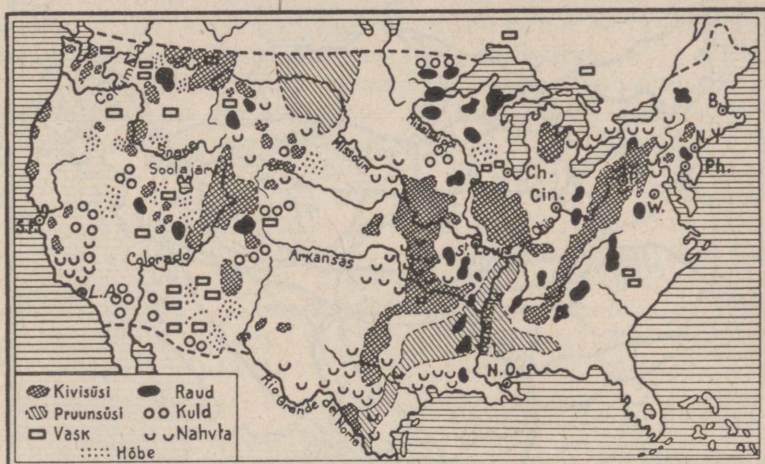 C.
Snake
Soolajärv
Missouri
B.
N.Y.
Ph.
Ch.
Cin.
W.
S.F.
Colorado
Arkansas
St. Louis
L.A.
N.O.
Rio Grande del Norte
Kivisüsi
Raud
Pruunsüsi
Kuld
Vask
Nahvta
Hõbe